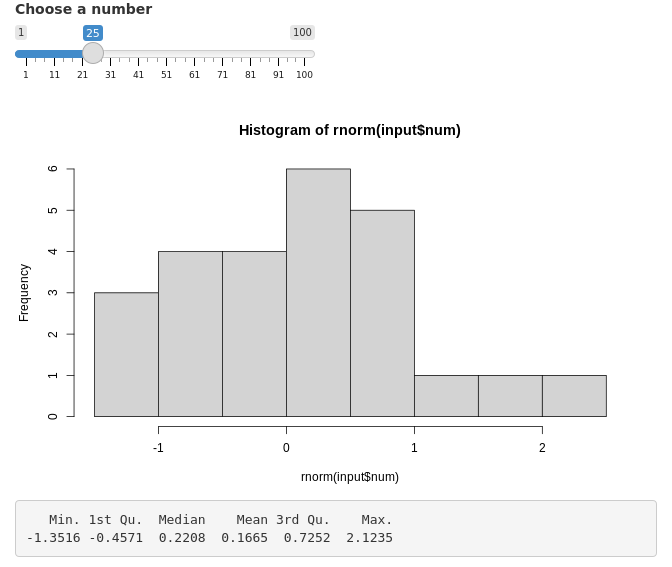 Choose a number
1 25 100
1 11 21 31 41 51 61 71 81 91 100
Histogram of rnorm(input$num)
Frequency
6
5
4
3
2
1
0
-1 0 1 2
rnorm(input$num)
Min. 1st Qu. Median Mean 3rd Qu. Max.
-1.3516 -0.4571 0.2208 0.1665 0.7252 2.1235